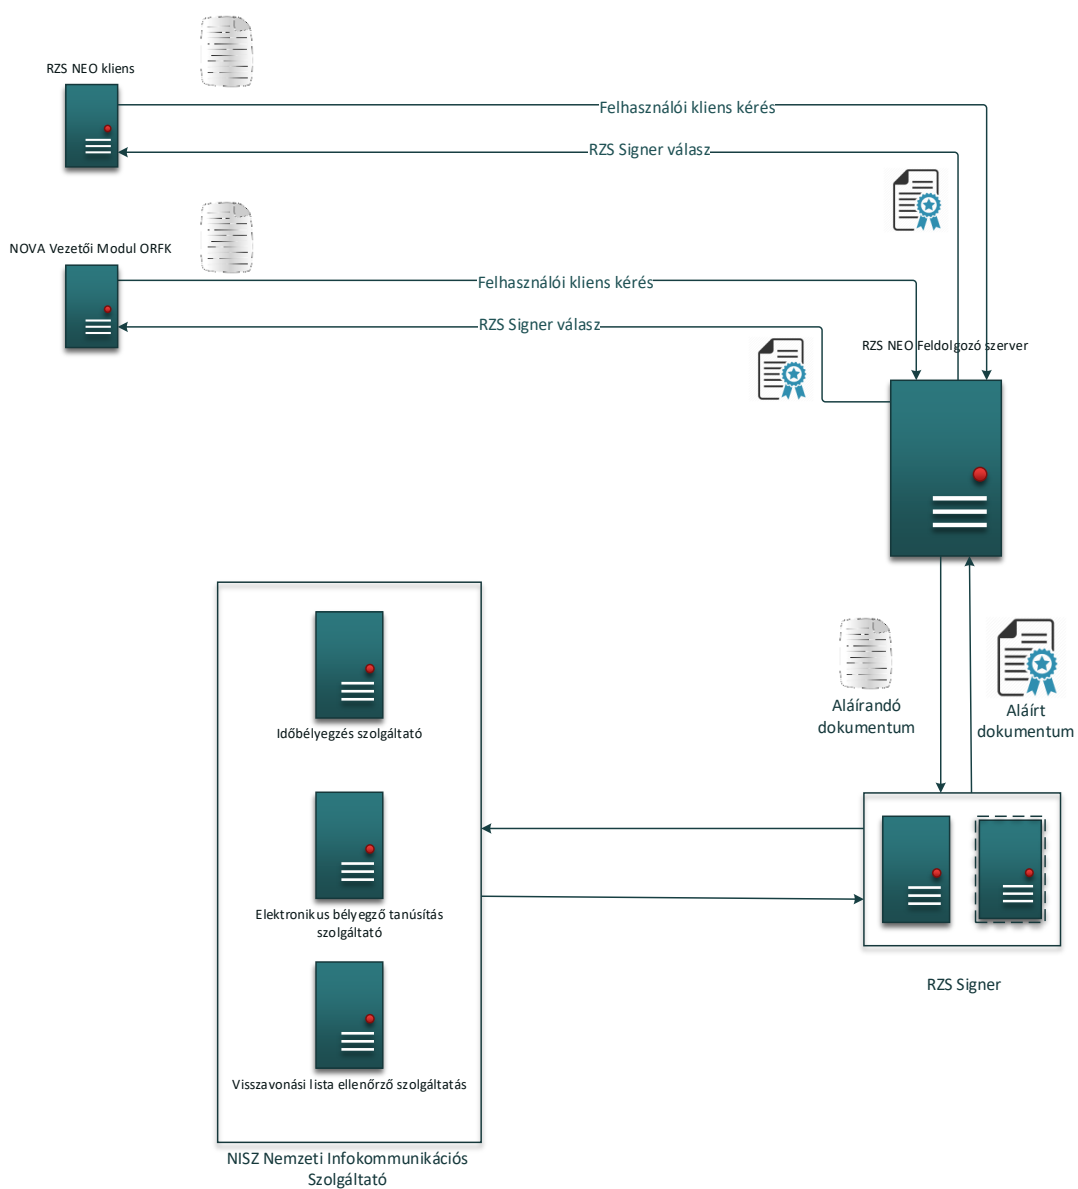 RZS NEO kliens
Felhasználói kliens kérés
RZS Signer válasz
NOVA Vezetői Modul ORFK
Felhasználói kliens kérés
RZS Signer válasz
RZS NEO Feldolgozó szerver
Aláírandó
dokumentum
Aláírt
dokumentum
Időbélyegzés szolgáltató
Elektronikus bélyegző tanúsítás
szolgáltató
RZS Signer
Visszavonási lista ellenőrző szolgáltatás
NISZ Nemzeti Infokommunikációs
Szolgáltató